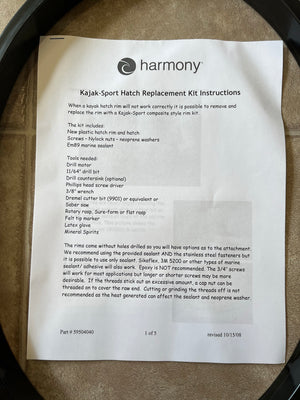 harmony
Kajak-Sport Hatch Replacement Kit Instructions
When a kayak hatch rim will not work correctly it is possible to remove and
replace the rim with a Kajak-Sport composite style rim kit.
The kit includes:
New plastic hatch rim and hatch
Screws - Nylock nuts - neoprene washers
Em89 marine sealant
Tools needed:
Drill motor
11/64" drill bit
Drill countersink (optional)
Phillips head screw driver
3/8" wrench
Dremel cutter bit (9901) or equivalent or
Saber saw
Rotary rasp, Sure-form or flat rasp
Felt tip marker
Latex glove
Mineral Spirits
The rims come without holes drilled so you will have options as to the attachment.
We recommend using the provided sealant AND the stainless steel fasteners but
it is possible to use only sealant. Sikaflex, 3M 5200 or other types of marine
sealant/ adhesive will also work. Epoxy is NOT recommended. The 3/4" screws
will work for most applications but longer or shorter screws may be more
desirable. If the threads stick out an excessive amount, a cap nut can be
threaded on to cover the raw end. Cutting or grinding the threads off is not
recommended as the heat generated can affect the sealant and neoprene washer.
Part # 59504040
1 of 5
revised 10/15/08